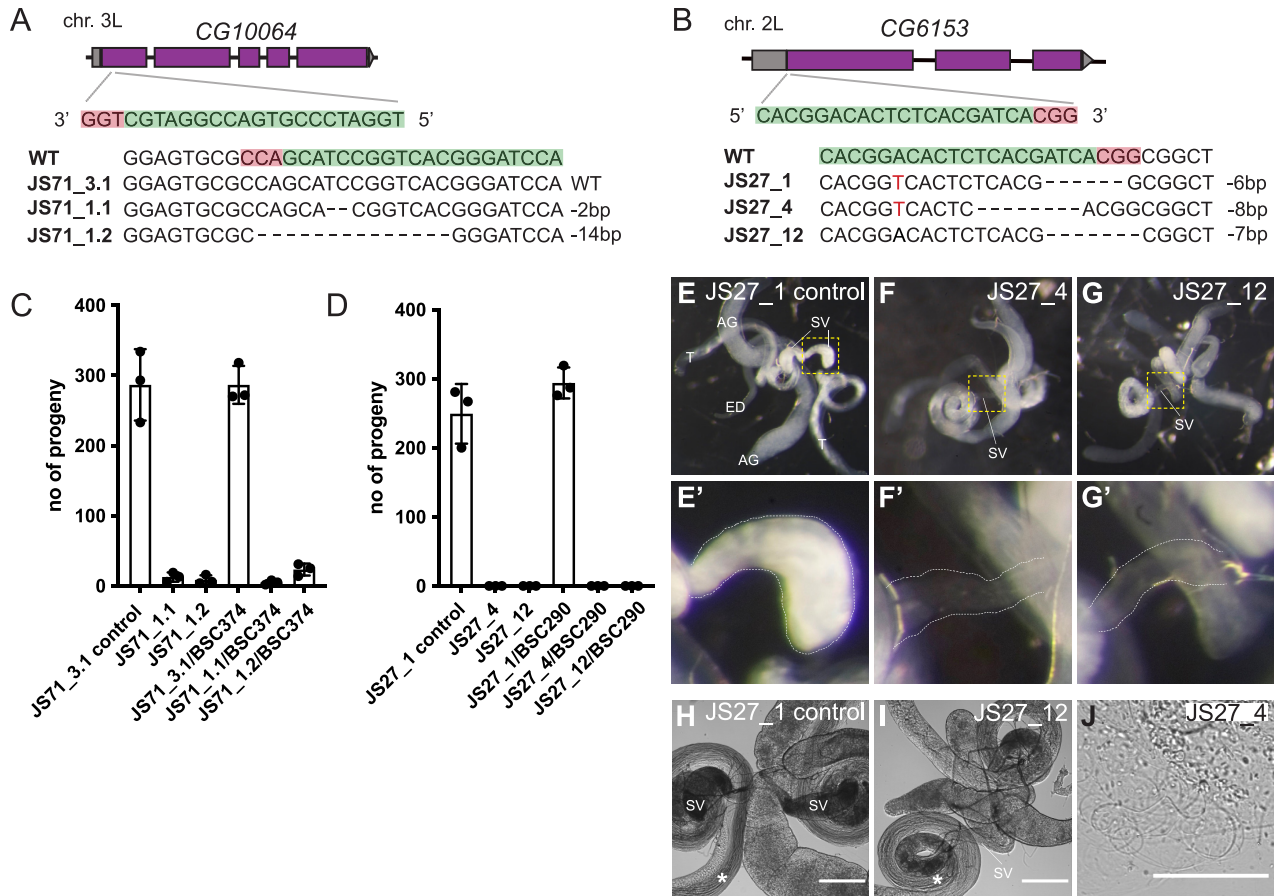 A
chr. 3L
CG10064
3’ GGTCGTAGGCCAGTGCCCTAGGT 5’
WT GGAGTGCGCCAGCATCCGGTCACGGGATCCA
JS71_3.1 GGAGTGCGCCAGCATCCGGTCACGGGATCCA WT
JS71_1.1 GGAGTGCGCCAGCA--CGGTCACGGGATCCA -2bp
JS71_1.2 GGAGTGCGC--------------GGGATCCA -14bp
B
chr. 2L
CG6153
5’ CACGGACACTCTCACGATCACGG 3’
WT CACGGACACTCTCACGATCACGGCGGCT
JS27_1 CACGGTCACTCTCACG------GCGGCT -6bp
JS27_4 CACGGTCACTC--------ACGGCGGCT -8bp
JS27_12 CACGGACACTCTCACG-------CGGCT -7bp
C
400
300
200
100
0
no of progeny
JS71_3.1 control
JS71_1.1
JS71_1.2
JS71_3.1/BSC374
JS71_1.1/BSC374
JS71_1.2/BSC374
D
400
300
200
100
0
no of progeny
JS27_1 control
JS27_4
JS27_12
JS27_1/BSC290
JS27_4/BSC290
JS27_12/BSC290
E JS27_1 control
AG
SV
T
ED
T
AG
F JS27_4
SV
G JS27_12
SV
E’
F’
G’
H JS27_1 control
SV
SV
*
I JS27_12
SV
*
J JS27_4